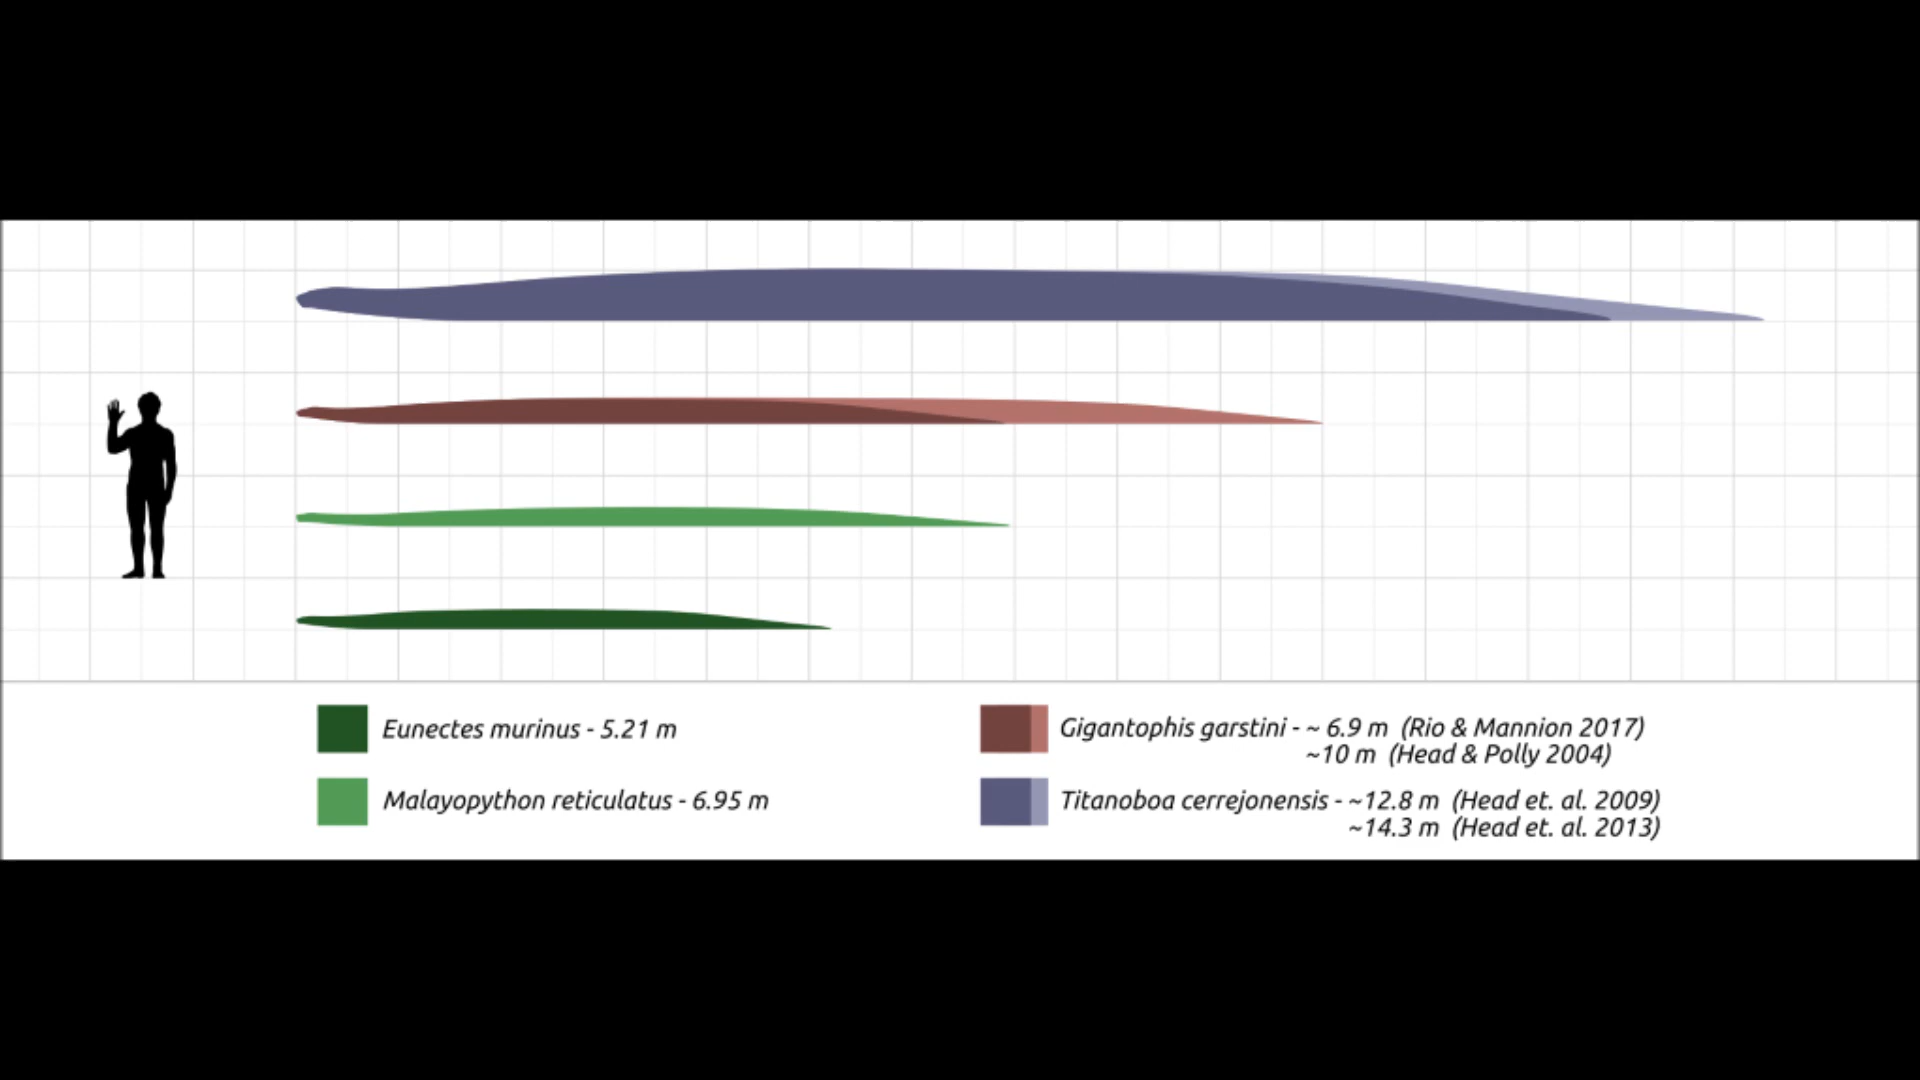 Eunectes murinus - 5.21 m
Malayopython reticulatus - 6.95 m
Gigantophis garstini - ~ 6.9 m (Rio & Mannion 2017)
~10 m (Head & Polly 2004)
Titanoboa cerrejonensis - ~12.8 m (Head et. al. 2009)
~14.3 m (Head et. al. 2013)